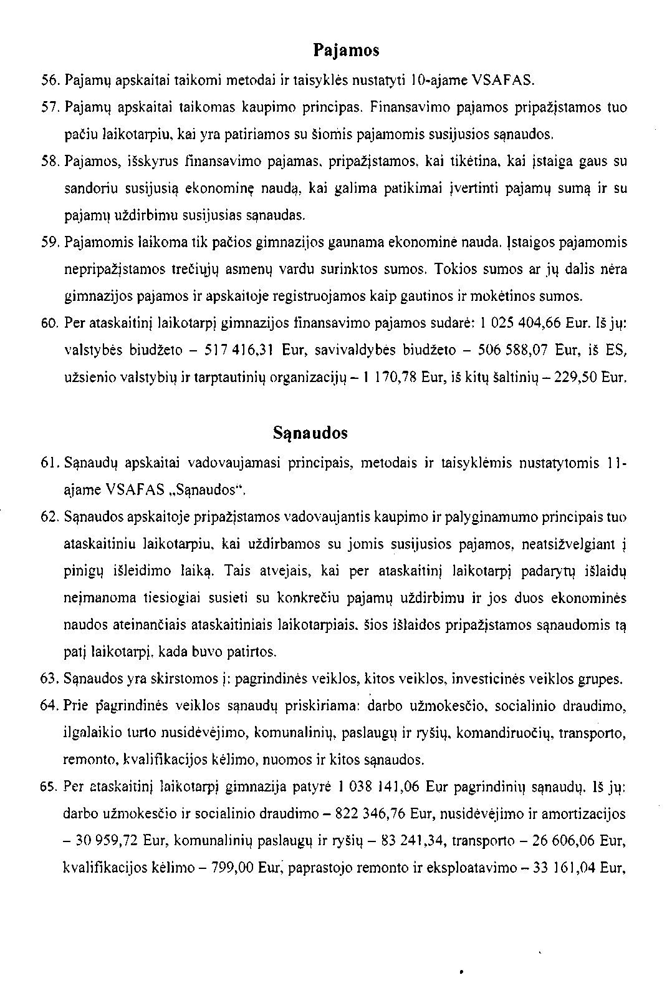 Pajamos
56. Pajamų apskaitai taikomi metodai ir taisyklės nustatyti 10-ajame VSAFAS.
57. Pajamų apskaitai taikomas kaupimo principas. Finansavimo pajamos pripažįstamos tuo
pačiu laikotarpiu, kai yra patiriamos su šiomis pajamomis susijusios sąnaudos.
58. Pajamos, išskyrus finansavimo pajamas, pripažįstamos, kai tikėtina, kai įstaiga gaus su
sandoriu susijusią ekonominę naudą, kai galima patikimai įvertinti pajamų sumą ir su
pajamų uždirbimu susijusias sąnaudas.
59. Pajamomis laikoma tik pačios gimnazijos gaunama ekonominė nauda. Įstaigos pajamomis
nepripažįstamos trečiųjų asmenų vardu surinktos sumos. Tokios sumos ar jų dalis nėra
gimnazijos pajamos ir apskaitoje registruojamos kaip gautinos ir mokėtinos sumos.
60. Per ataskaitinį laikotarpį gimnazijos finansavimo pajamos sudarė: 1 025 404,66 Eur. Iš jų:
valstybės biudžeto – 517 416,31 Eur, savivaldybės biudžeto – 506 588,07 Eur, iš ES,
užsienio valstybių ir tarptautinių organizacijų – 1 170,78 Eur, iš kitų šaltinių – 229,50 Eur.
Sąnaudos
61. Sąnaudų apskaitai vadovaujamasi principais, metodais ir taisyklėmis nustatytomis 11-
ąjame VSAFAS „Sąnaudos“.
62. Sąnaudos apskaitoje pripažįstamos vadovaujantis kaupimo ir palyginamumo principais tuo
ataskaitiniu laikotarpiu, kai uždirbamos su jomis susijusios pajamos, neatsižvelgiant į
pinigų išleidimo laiką. Tais atvejais, kai per ataskaitinį laikotarpį padarytų išlaidų
neįmanoma tiesiogiai susieti su konkrečiu pajamų uždirbimu ir jos duos ekonominės
naudos ateinančiais ataskaitiniais laikotarpiais, šios išlaidos pripažįstamos sąnaudomis tą
patį laikotarpį, kada buvo patirtos.
63. Sąnaudos yra skirstomos į: pagrindinės veiklos, kitos veiklos, investicinės veiklos grupes.
64. Prie pagrindinės veiklos sąnaudų priskiriama: darbo užmokesčio, socialinio draudimo,
ilgalaikio turto nusidėvėjimo, komunalinių, paslaugų ir ryšių, komandiruočių, transporto,
remonto, kvalifikacijos kėlimo, nuomos ir kitos sąnaudos.
65. Per ataskaitinį laikotarpį gimnazija patyrė 1 038 141,06 Eur pagrindinių sąnaudų. Iš jų:
darbo užmokesčio ir socialinio draudimo – 822 346,76 Eur, nusidėvėjimo ir amortizacijos
– 30 959,72 Eur, komunalinių paslaugų ir ryšių – 83 241,34, transporto – 26 606,06 Eur,
kvalifikacijos kėlimo – 799,00 Eur, paprastojo remonto ir eksploatavimo – 33 161,04 Eur,